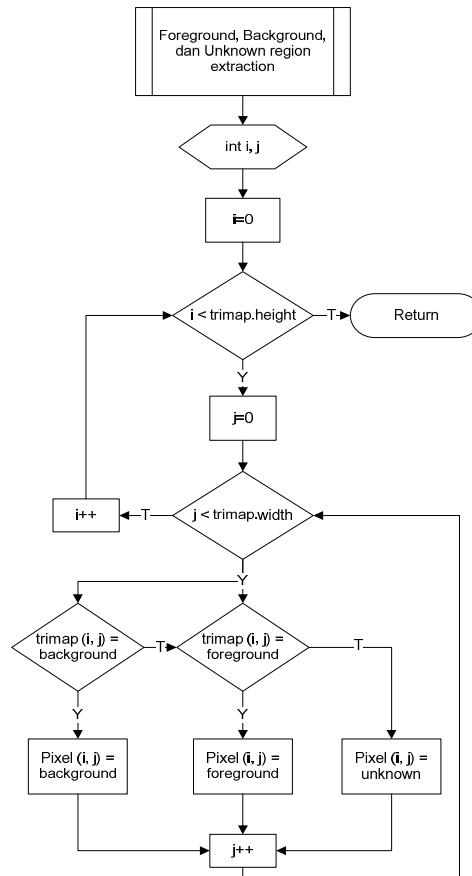 Foreground, Background,
dan Unknown region
extraction
int i, j
i=0
i < trimap.height
T
Return
Y
j=0
j < trimap.width
T
i++
Y
trimap (i, j) =
background
T
trimap (i, j) =
foreground
T
Y
Y
Pixel (i, j) =
background
Pixel (i, j) =
foreground
Pixel (i, j) =
unknown
j++